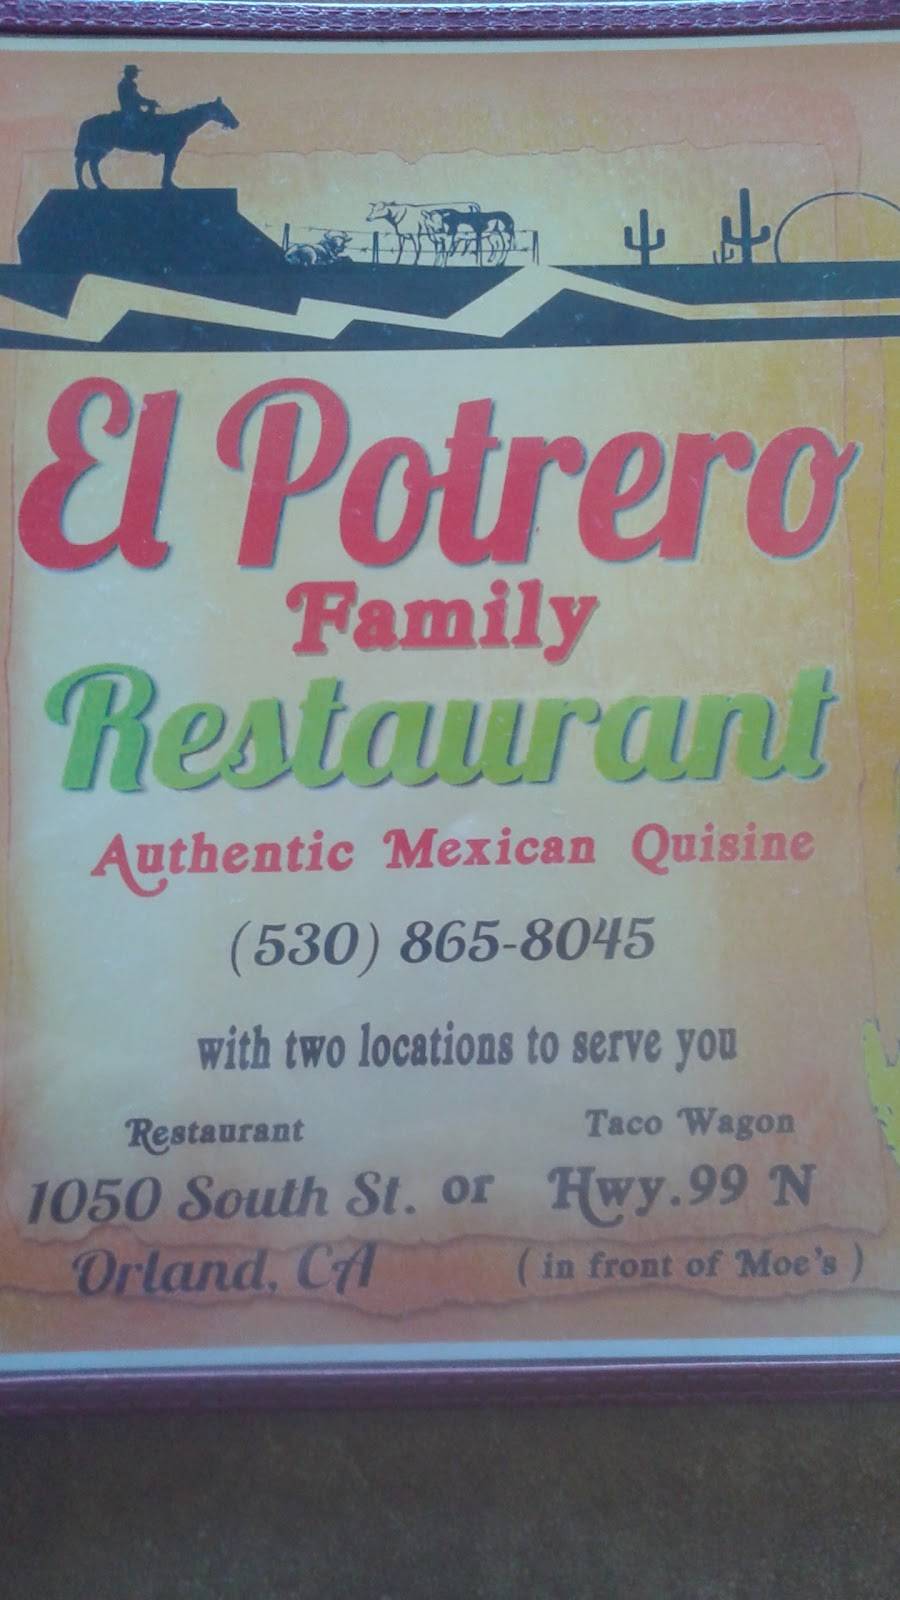 El Potrero
Family
Restaurant
Authentic Mexican Quisine
(530) 865-8045
with two locations to serve you
Restaurant
1050 South St.
Orland, CA
or
Taco Wagon
Hwy.99 N
( in front of Moe's )